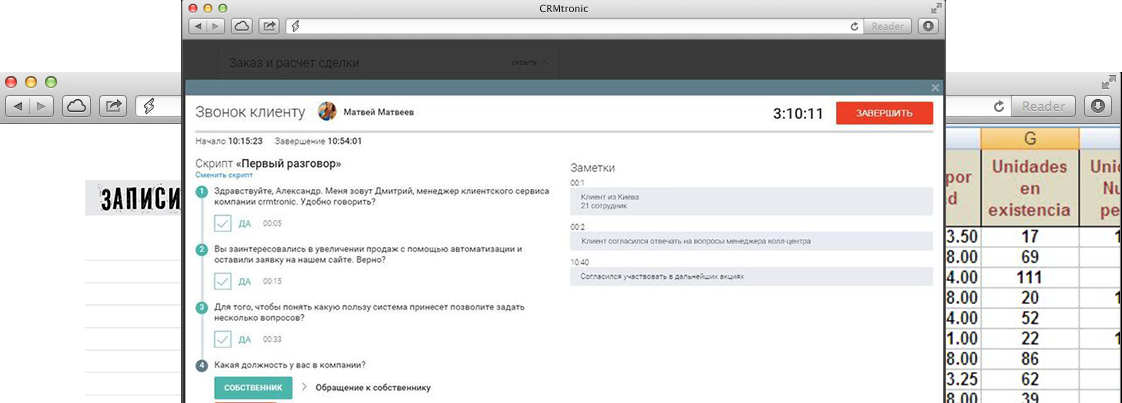 CRMtronic
Reader
Заказ и расчет сделки
скрыть
Reader
Звонок клиенту
Матвей Матвеев
3:10:11
ЗАВЕРШИТЬ
Начало 10:15:23 Завершение 10:54:01
Скрипт «Первый разговор»
Сменить скрипт
1 Здравствуйте, Александр. Меня зовут Дмитрий, менеджер клиентского сервиса
компании crmtronic. Удобно говорить?
ДА 00:05
2 Вы заинтересовались в увеличении продаж с помощью автоматизации и
оставили заявку на нашем сайте. Верно?
ДА 00:15
3 Для того, чтобы понять какую пользу система принесет позволите задать
несколько вопросов?
ДА 00:33
4 Какая должность у вас в компании?
СОБСТВЕННИК > Обращение к собственнику
Заметки
00:1
Клиент из Киева
21 сотрудник
00:2
Клиент согласился отвечать на вопросы менеджера колл-центра
10:40
Согласился участвовать в дальнейших акциях
ЗАПИСИ
G
por
d
Unidades
en
existencia
Unid
Nu
pe
3.50 17 1
8.00 69
4.00 111
8.00 20 1
4.00 52
1.00 22 1
8.00 86
3.25 62
8.00 39